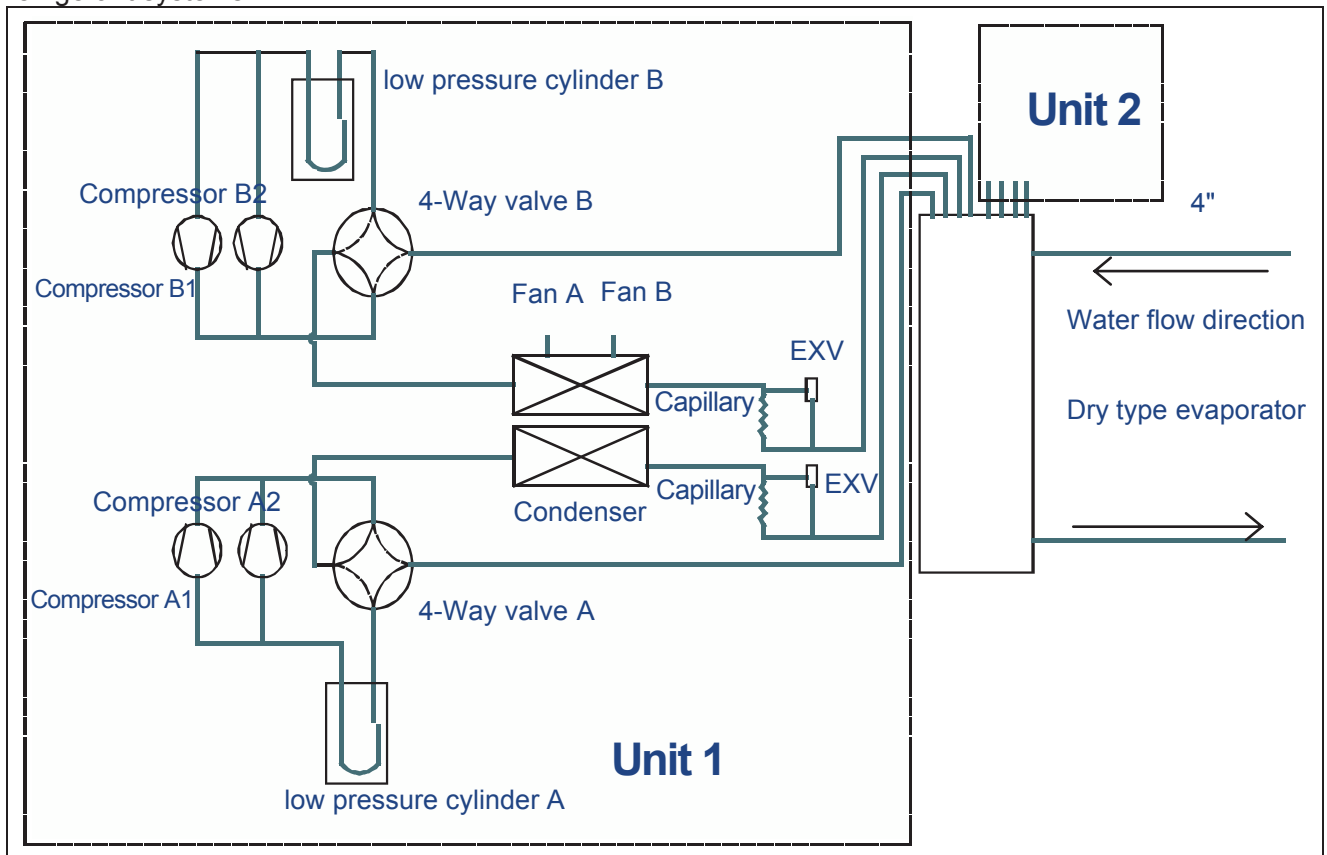 low pressure cylinder B
Unit 2
Compressor B2
4-Way valve B
4"
Compressor B1
Fan A
Fan B
Water flow direction
EXV
Capillary
Dry type evaporator
Compressor A2
Capillary
EXV
Condenser
Compressor A1
4-Way valve A
Unit 1
low pressure cylinder A